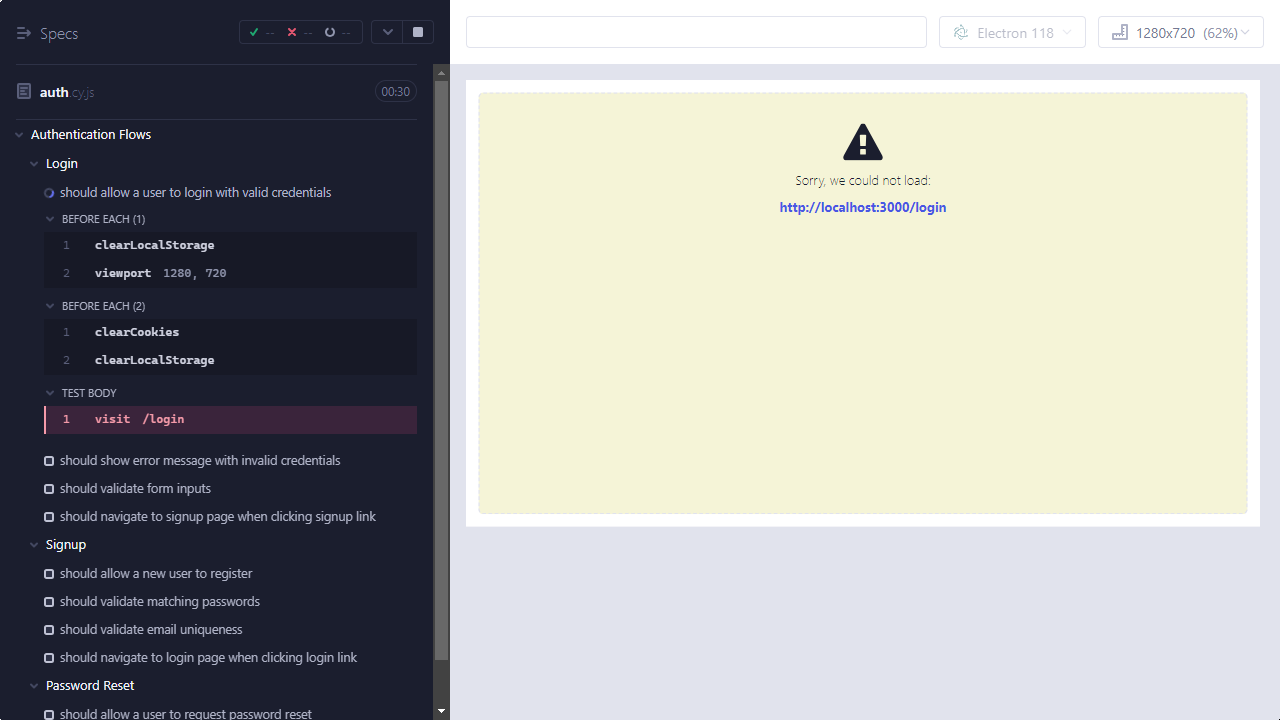 Specs
-- -- --
auth.cy.js 00:30
Authentication Flows
Login
should allow a user to login with valid credentials
BEFORE EACH (1)
1 clearLocalStorage
2 viewport 1280, 720
BEFORE EACH (2)
1 clearCookies
2 clearLocalStorage
TEST BODY
1 visit /login
should show error message with invalid credentials
should validate form inputs
should navigate to signup page when clicking signup link
Signup
should allow a new user to register
should validate matching passwords
should validate email uniqueness
should navigate to login page when clicking login link
Password Reset
should allow a user to request password reset
Electron 118
1280x720 (62%)
Sorry, we could not load:
http://localhost:3000/login